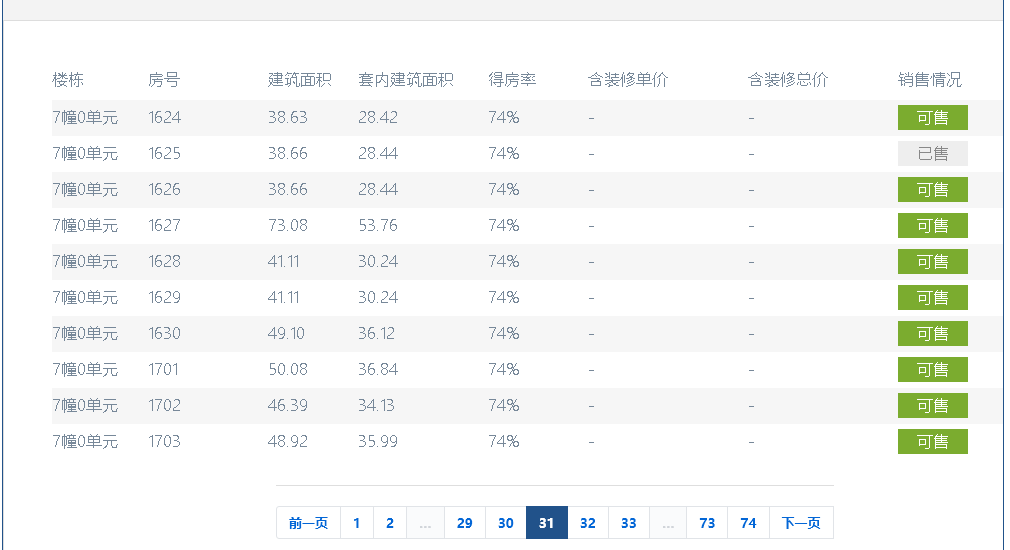 楼栋 房号 建筑面积 套内建筑面积 得房率 含装修单价 含装修总价 销售情况
7幢0单元 1624 38.63 28.42 74% - - 可售
7幢0单元 1625 38.66 28.44 74% - - 已售
7幢0单元 1626 38.66 28.44 74% - - 可售
7幢0单元 1627 73.08 53.76 74% - - 可售
7幢0单元 1628 41.11 30.24 74% - - 可售
7幢0单元 1629 41.11 30.24 74% - - 可售
7幢0单元 1630 49.10 36.12 74% - - 可售
7幢0单元 1701 50.08 36.84 74% - - 可售
7幢0单元 1702 46.39 34.13 74% - - 可售
7幢0单元 1703 48.92 35.99 74% - - 可售
前一页 1 2 ... 29 30 31 32 33 ... 73 74 下一页